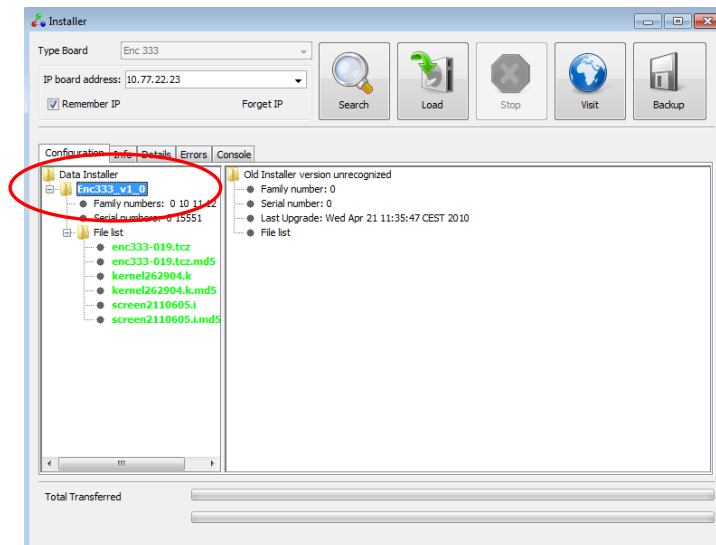 Installer
Type Board Enc 333
IP board address: 10.77.22.23
Remember IP Forget IP
Search Load Stop Visit Backup
Configuration Info Details Errors Console
Data Installer
Enc333_v1_0
Family numbers: 0 10 11 12
Serial numbers: 0 15551
File list
enc333-019.tcz
enc333-019.tcz.md5
kernel262904.k
kernel262904.k.md5
screen2110605.i
screen2110605.i.md5
Old Installer version unrecognized
Family number: 0
Serial number: 0
Last Upgrade: Wed Apr 21 11:35:47 CEST 2010
File list
Total Transferred